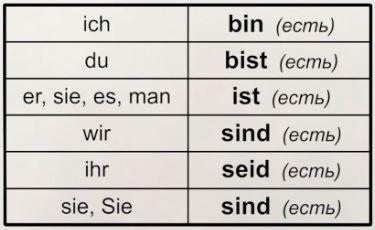 ich bin (есть)
du bist (есть)
er, sie, es, man ist (есть)
wir sind (есть)
ihr seid (есть)
sie, Sie sind (есть)